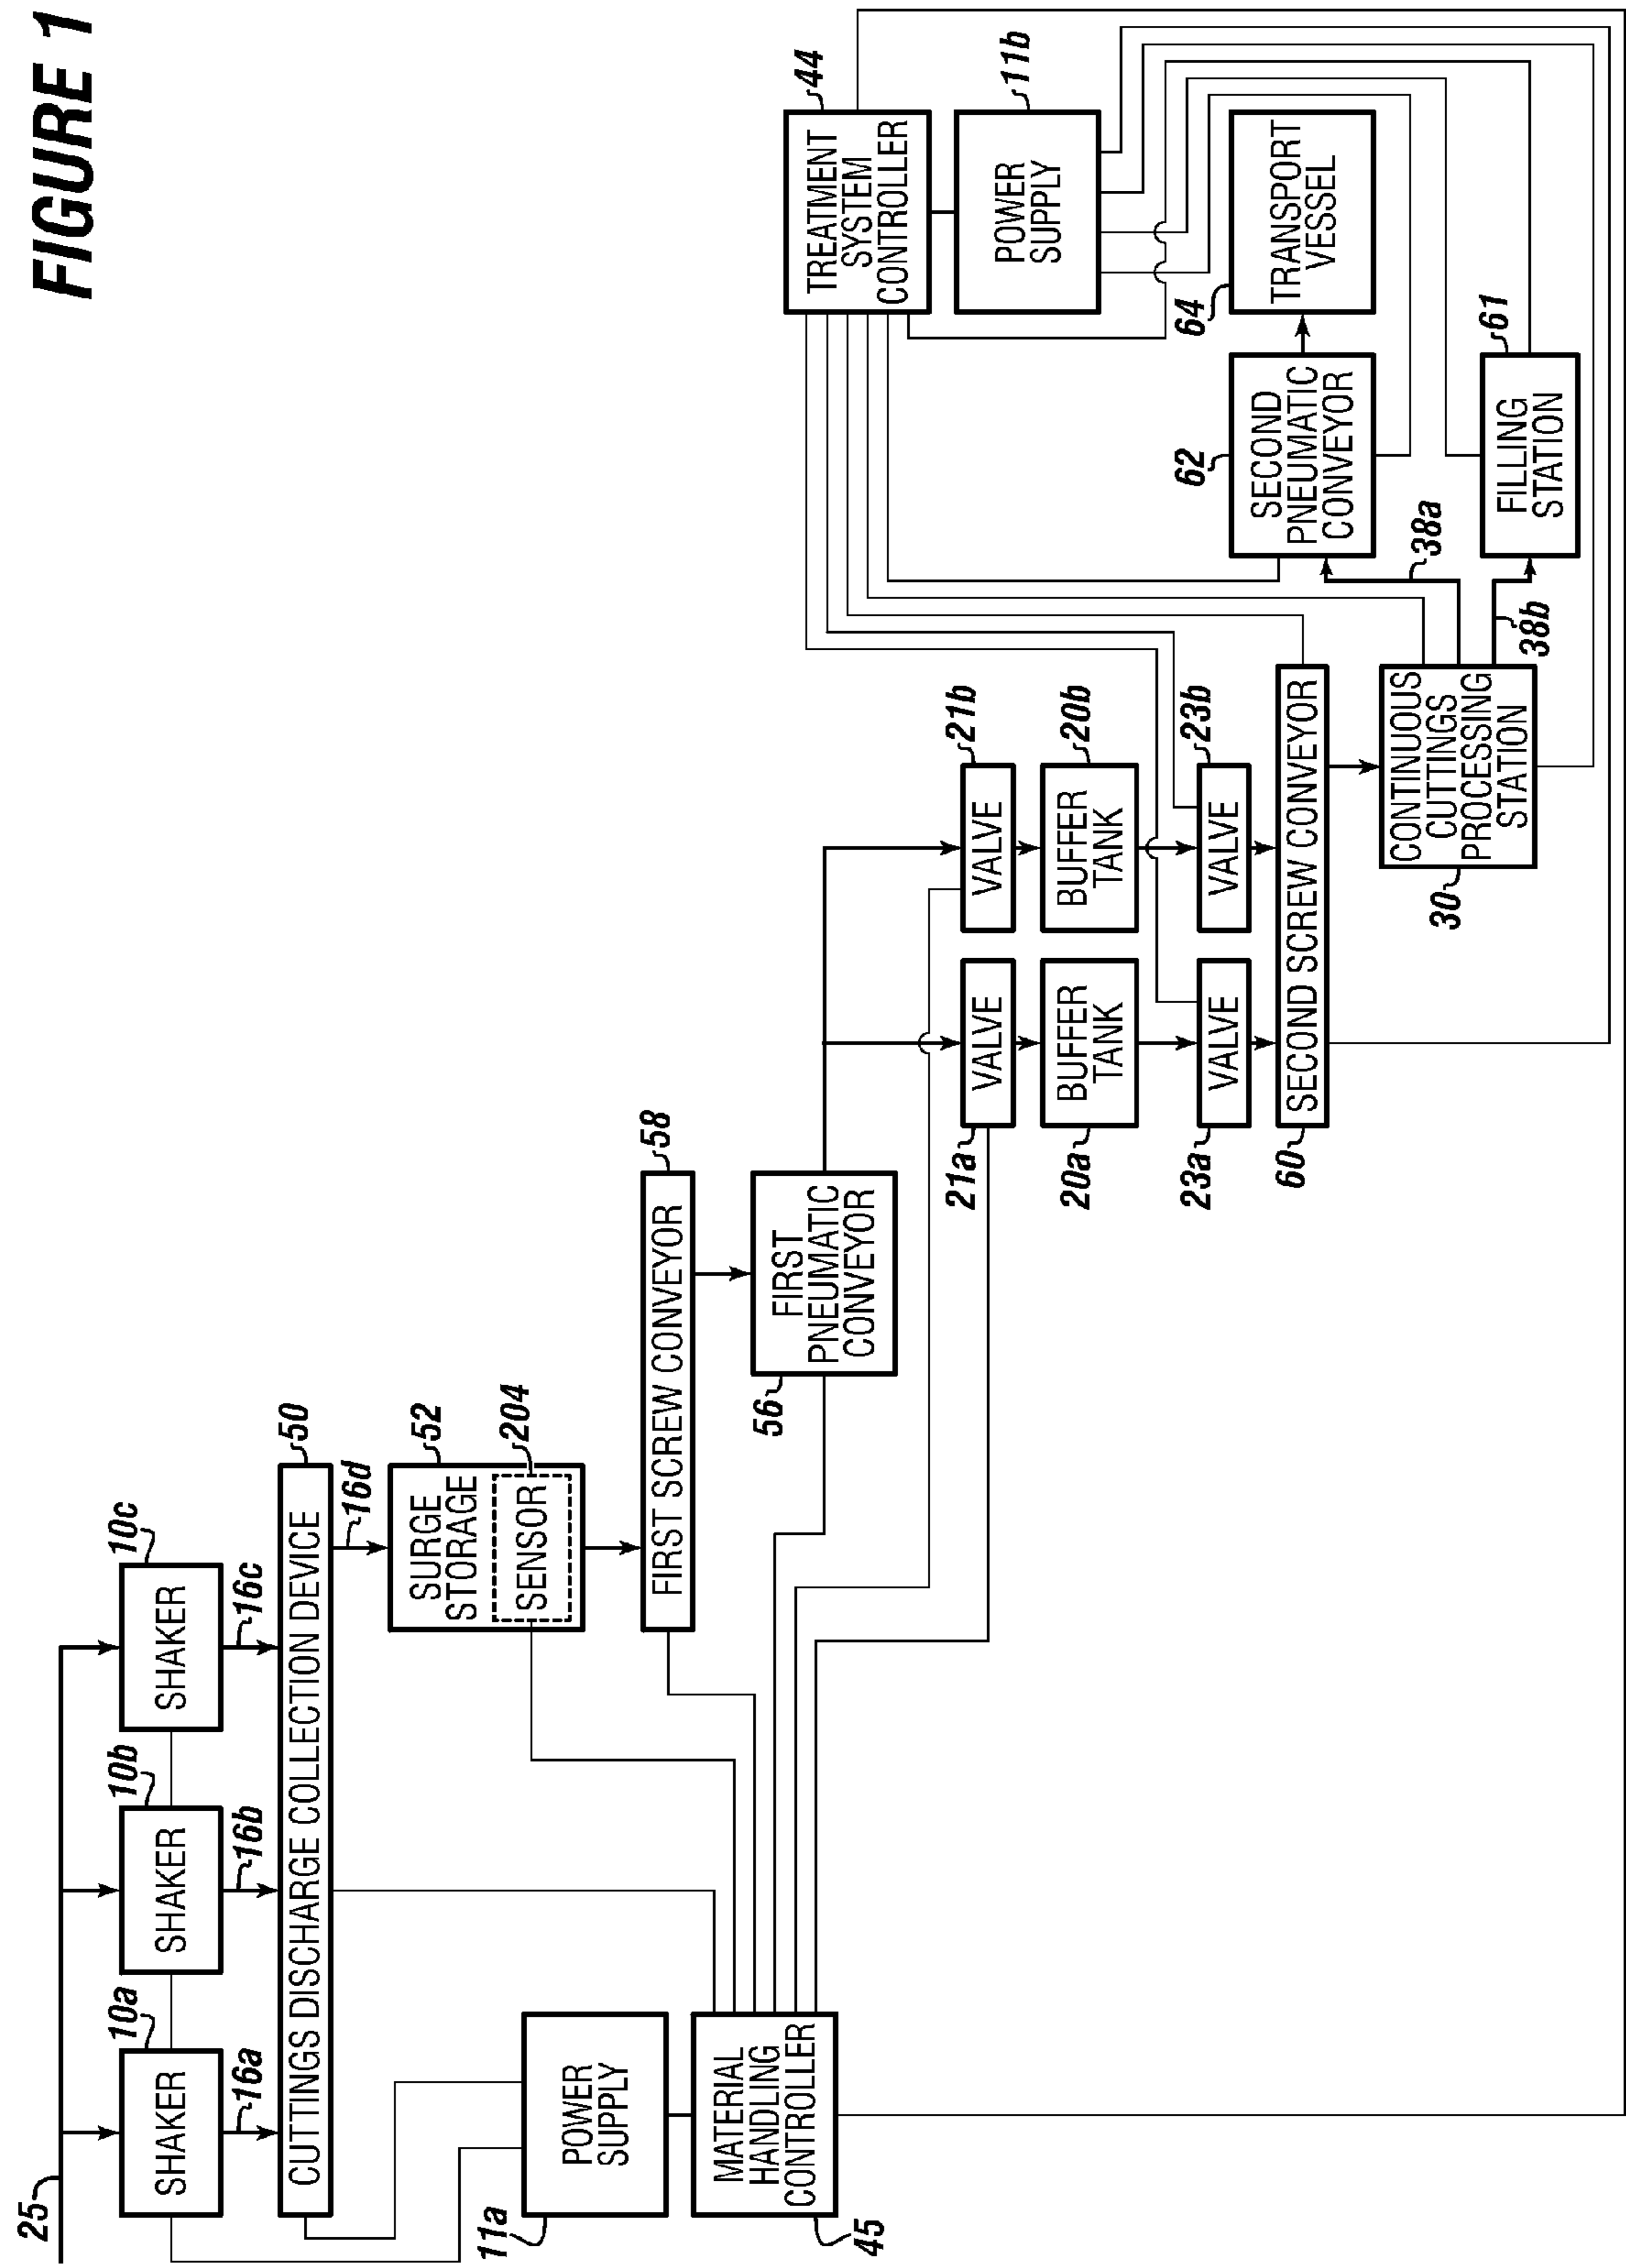 FIGURE 1
25
10a
SHAKER
10b
SHAKER
10c
SHAKER
16a
16b
16c
CUTTINGS DISCHARGE COLLECTION DEVICE
50
16d
SURGE
STORAGE
52
SENSOR
204
11a
POWER
SUPPLY
MATERIAL
HANDLING
CONTROLLER
45
FIRST SCREW CONVEYOR
58
FIRST
PNEUMATIC
CONVEYOR
56
21a
VALVE
VALVE
21b
20a
BUFFER
TANK
BUFFER
TANK
20b
23a
VALVE
VALVE
23b
60
SECOND SCREW CONVEYOR
CONTINUOUS
CUTTINGS
PROCESSING
STATION
30
38a
38b
TREATMENT
SYSTEM
CONTROLLER
44
POWER
SUPPLY
11b
62
SECOND
PNEUMATIC
CONVEYOR
64
TRANSPORT
VESSEL
FILLING
STATION
61